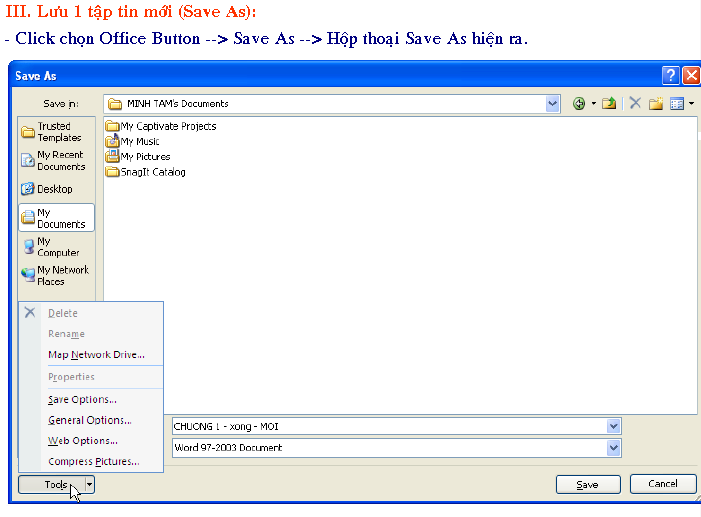 III. Lưu 1 tập tin mới (Save As):
- Click chọn Office Button --> Save As --> Hộp thoại Save As hiện ra.
Save As
Save in:
MINH TAM's Documents
Trusted
Templates
My Recent
Documents
Desktop
My
Documents
My
Computer
My Network
Places
My Captivate Projects
My Music
My Pictures
SnagIt Catalog
Delete
Rename
Map Network Drive...
Properties
Save Options...
General Options...
Web Options...
Compress Pictures...
CHUONG 1 - xong - MOI
Word 97-2003 Document
Tools
Save
Cancel